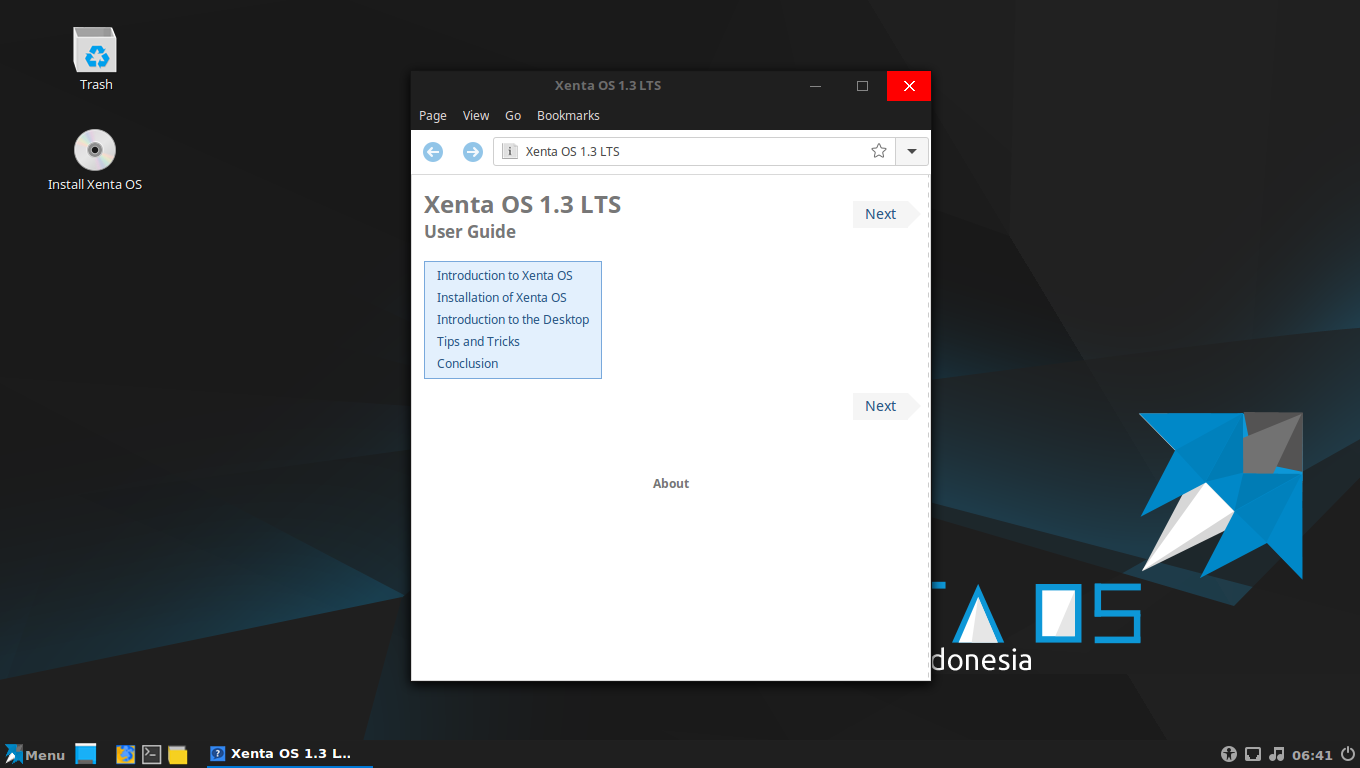 Trash
Install Xenta OS
Xenta OS 1.3 LTS
Page View Go Bookmarks
Xenta OS 1.3 LTS
Xenta OS 1.3 LTS
User Guide
Next
Introduction to Xenta OS
Installation of Xenta OS
Introduction to the Desktop
Tips and Tricks
Conclusion
Next
About
TA OS
donesia
Menu
Xenta OS 1.3 L...
06:41